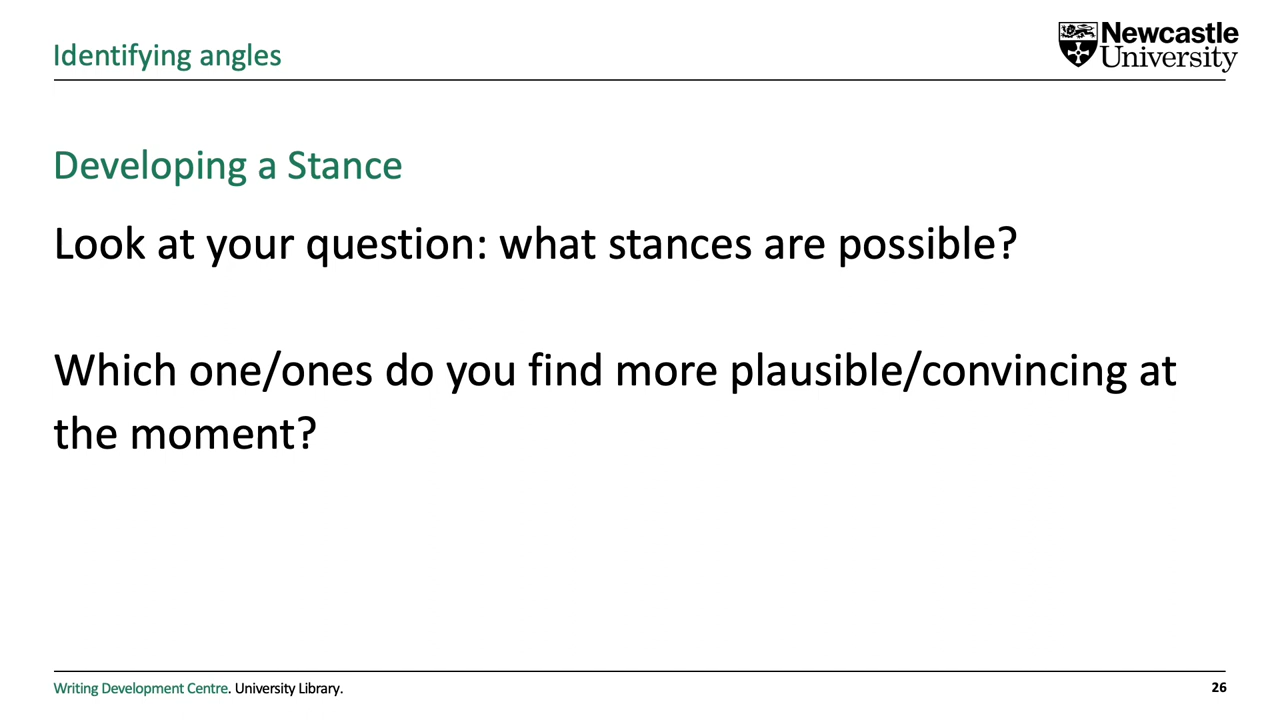 Identifying angles
Newcastle
University
Developing a Stance
Look at your question: what stances are possible?
Which one/ones do you find more plausible/convincing at
the moment?
Writing Development Centre. University Library.
26